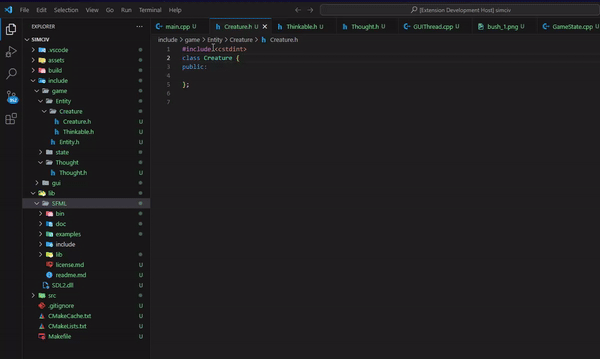 File Edit Selection View Go Run Terminal Help
[Extension Development Host] simciv
EXPLORER
main.cpp U
Creature.h U
Thinkable.h U
Thought.h U
GUIThread.cpp U
bush_1.png U
GameState.cpp U
include > game > Entity > Creature > Creature.h
SIMCIV
.vscode
assets
build
include
game
Entity
Creature
Creature.h U
Thinkable.h U
Entity.h U
state
Thought
Thought.h U
gui
lib
SFML
bin
doc
examples
include
lib
license.md U
readme.md U
SDL2.dll U
src
.gitignore U
CMakeCache.txt U
CMakeLists.txt U
Makefile U
1 #include<cstdint>
2 class Creature {
3 public:
4
5 };
6
7